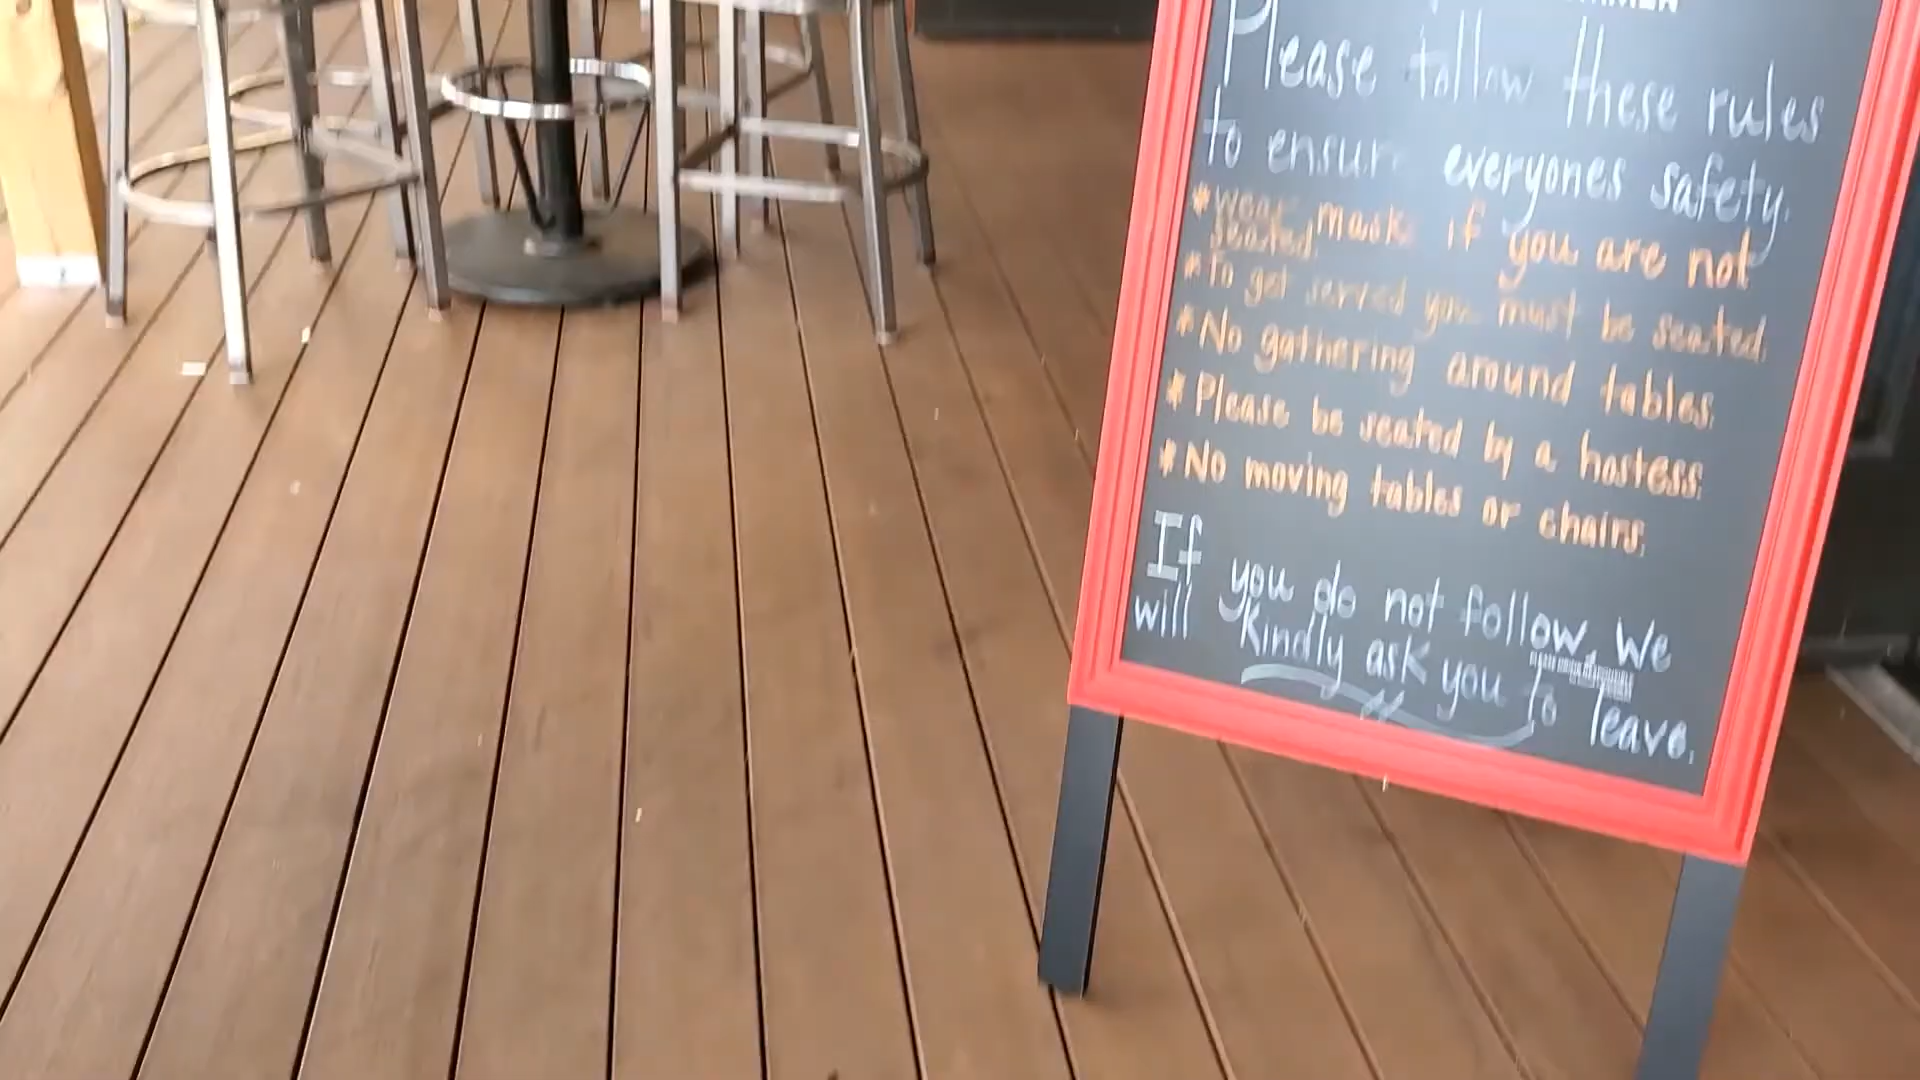 Please follow these rules
to ensure everyones safety.
*wear mask if you are not
seated.
*To get served you must be seated.
*No gathering around tables.
*Please be seated by a hostess.
*No moving tables or chairs.
If you do not follow, we
will Kindly ask you to leave.